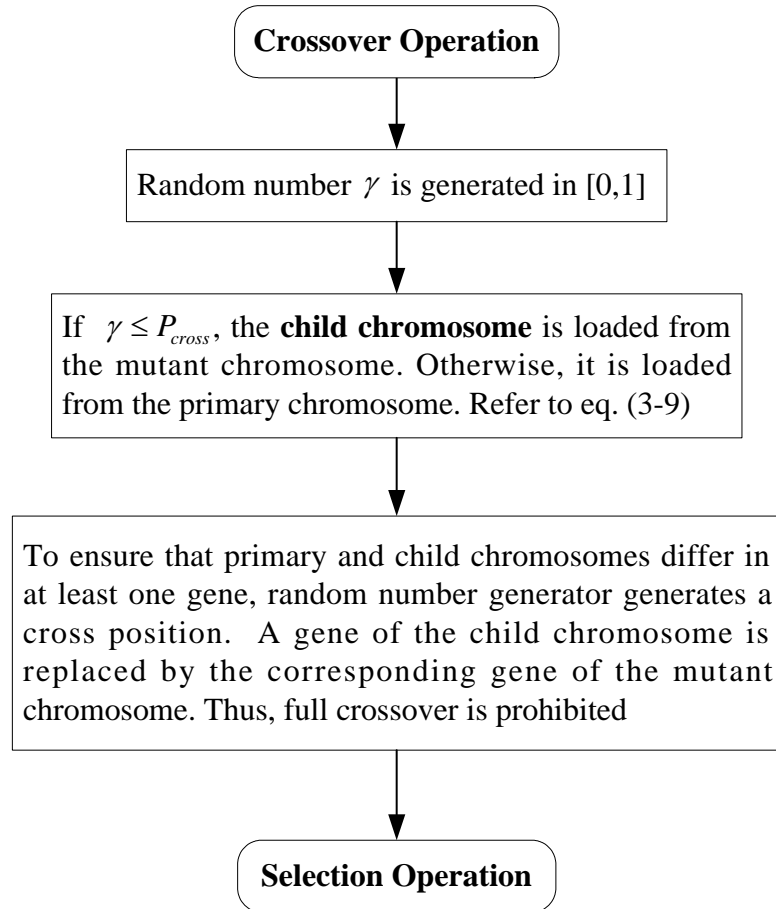 Crossover Operation
Random number γ is generated in [0,1]
If γ ≤ P_cross, the child chromosome is loaded from
the mutant chromosome. Otherwise, it is loaded
from the primary chromosome. Refer to eq. (3-9)
To ensure that primary and child chromosomes differ in
at least one gene, random number generator generates a
cross position. A gene of the child chromosome is
replaced by the corresponding gene of the mutant
chromosome. Thus, full crossover is prohibited
Selection Operation